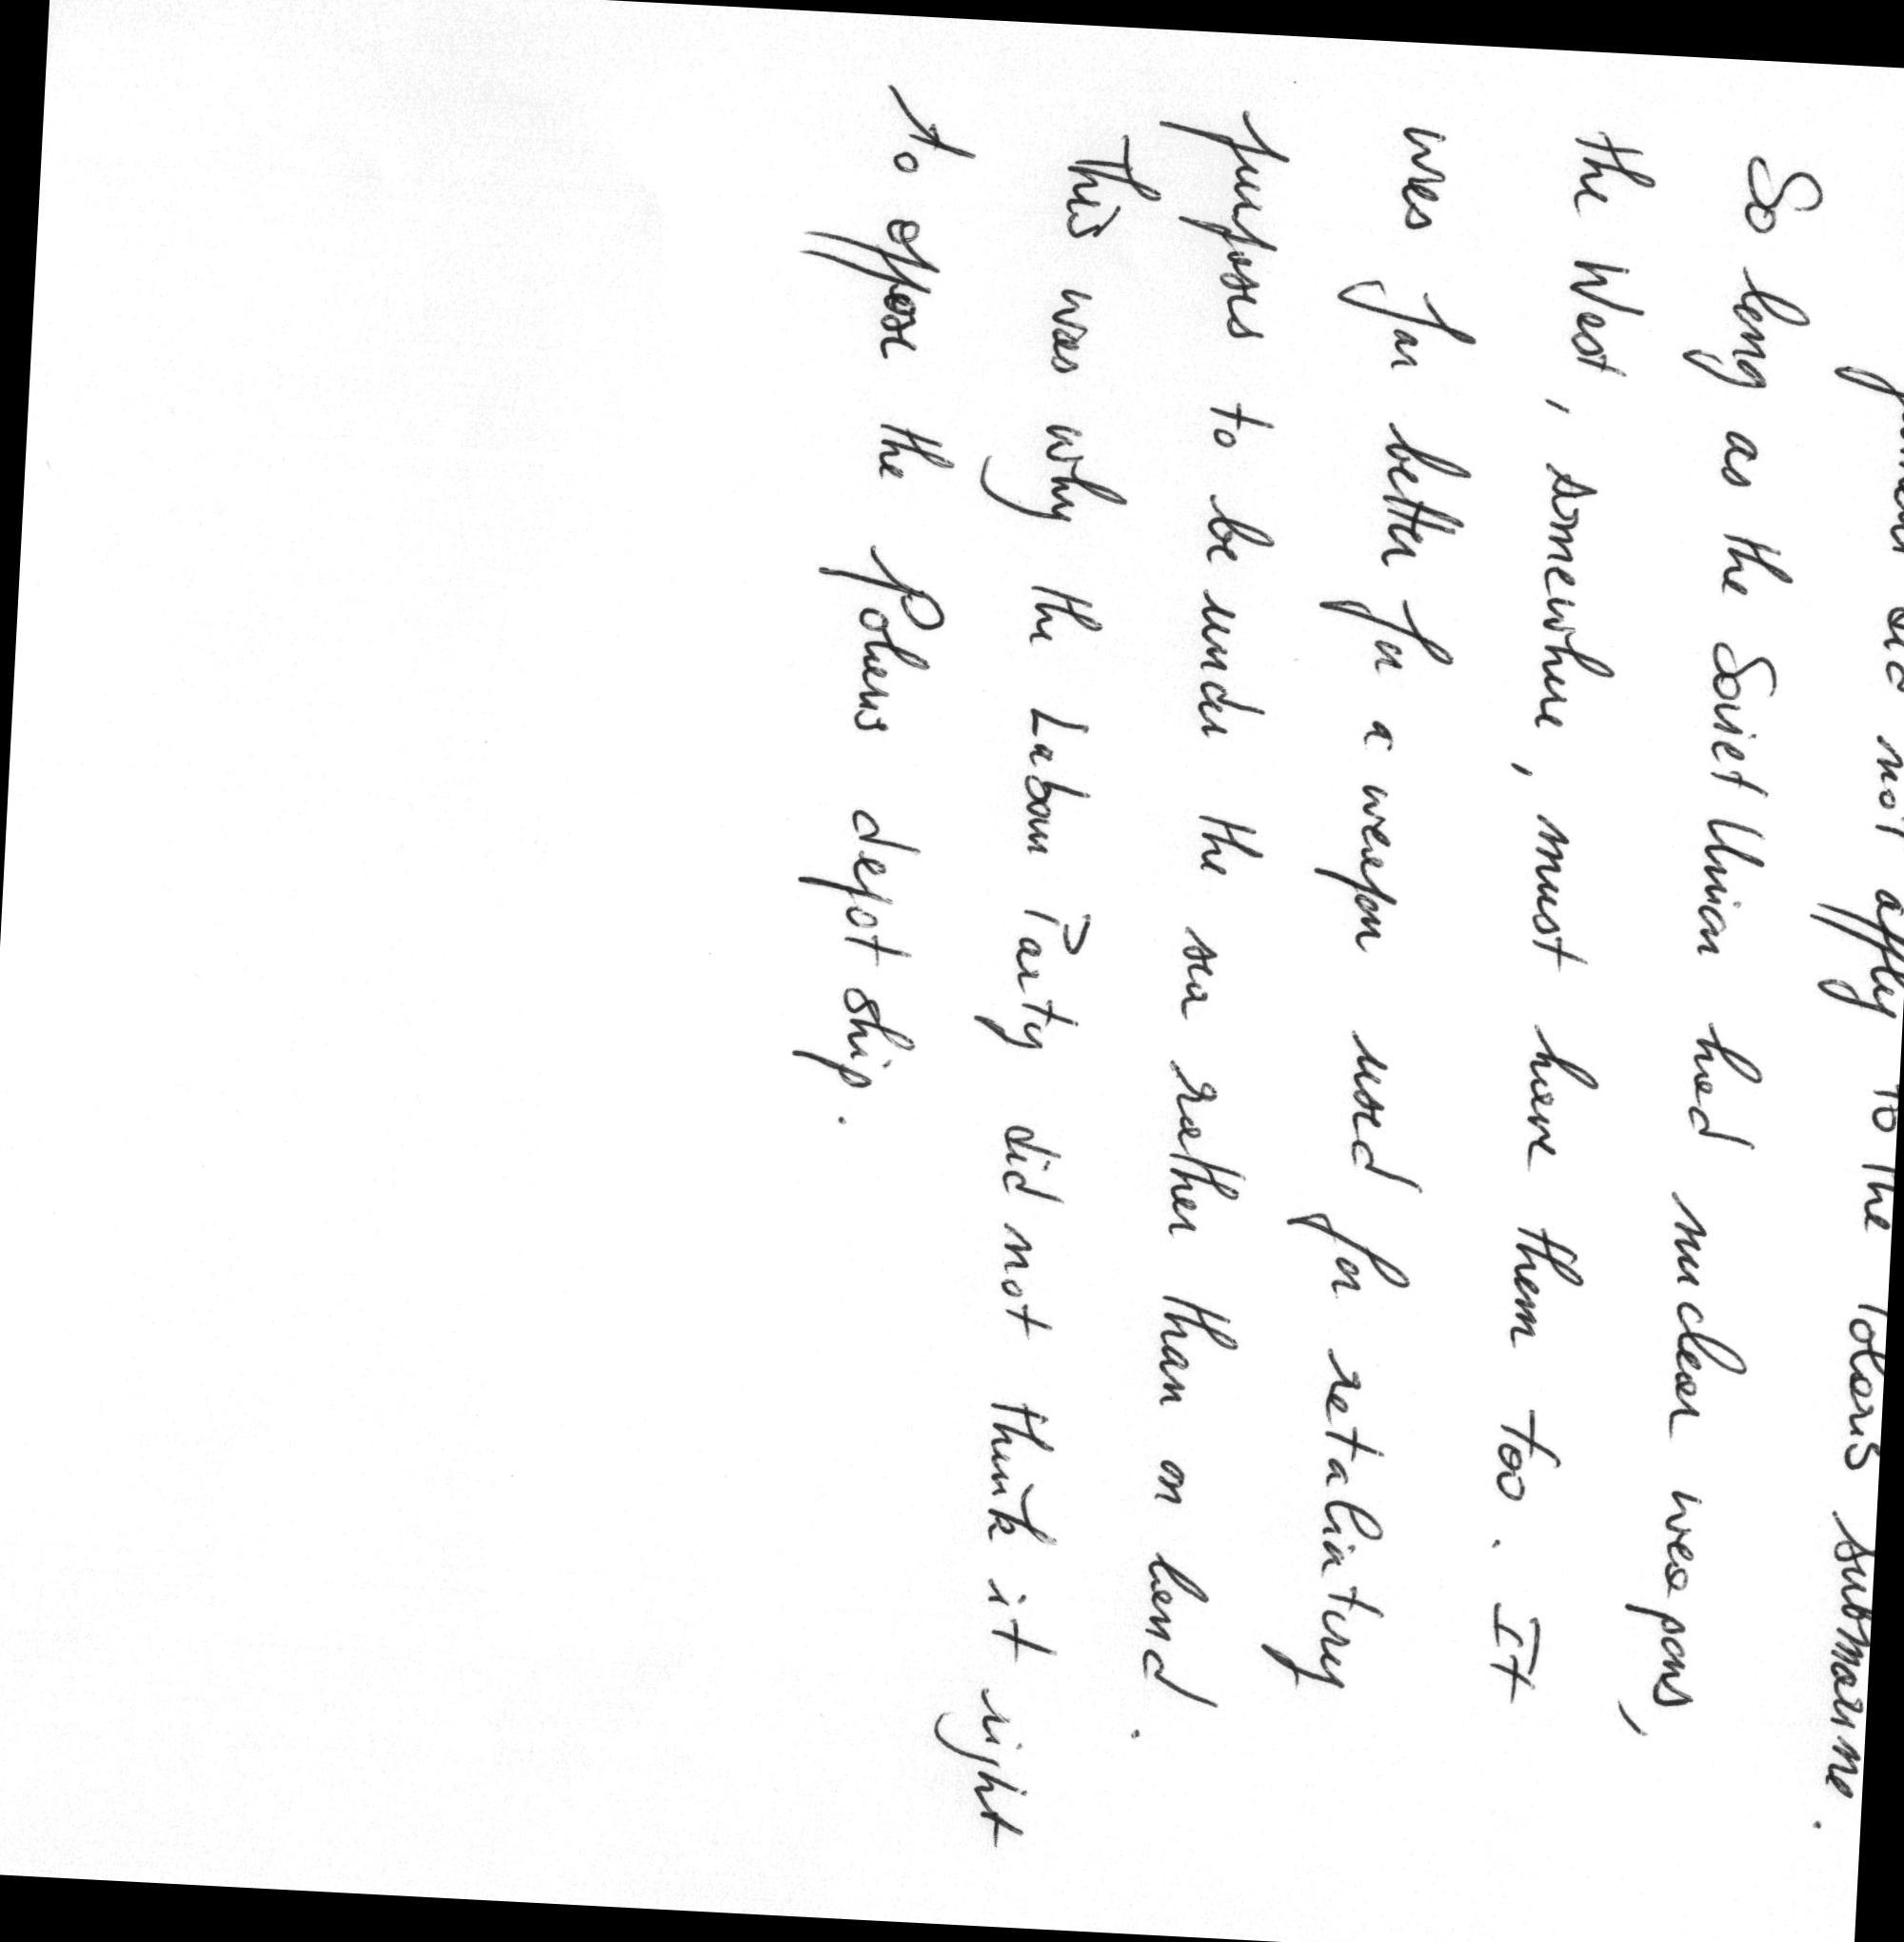 did not apply to the Polaris submarine.
So long as the Soviet Union had nuclear weapons,
the West, somewhere, must have them too. It
was far better for a weapon used for retaliatory
purposes to be under the sea rather than on land.
This was why the Labour Party did not think it right
to oppose the Polaris depot ship.